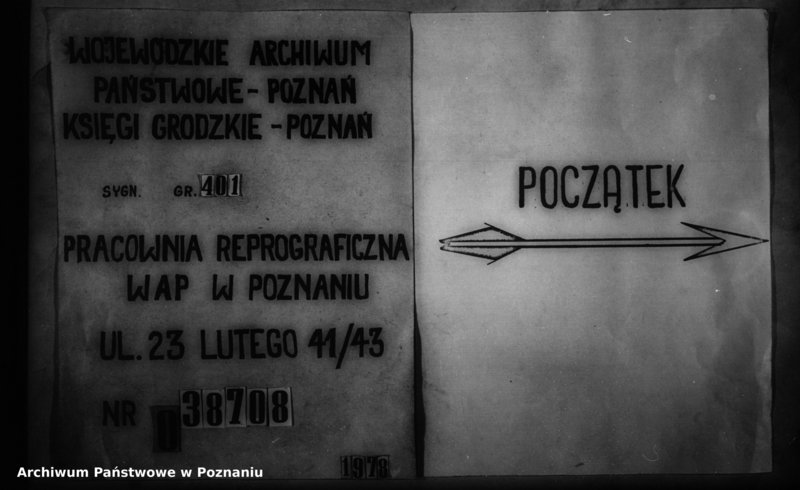 WOJEWÓDZKIE ARCHIWUM
PAŃSTWOWE - POZNAŃ
KSIĘGI GRODZKIE - POZNAŃ
SYGN. GR. 401
PRACOWNIA REPROGRAFICZNA
WAP W POZNANIU
UL. 23 LUTEGO 41/43
NR 038708
1978
POCZĄTEK
Archiwum Państwowe w Poznaniu